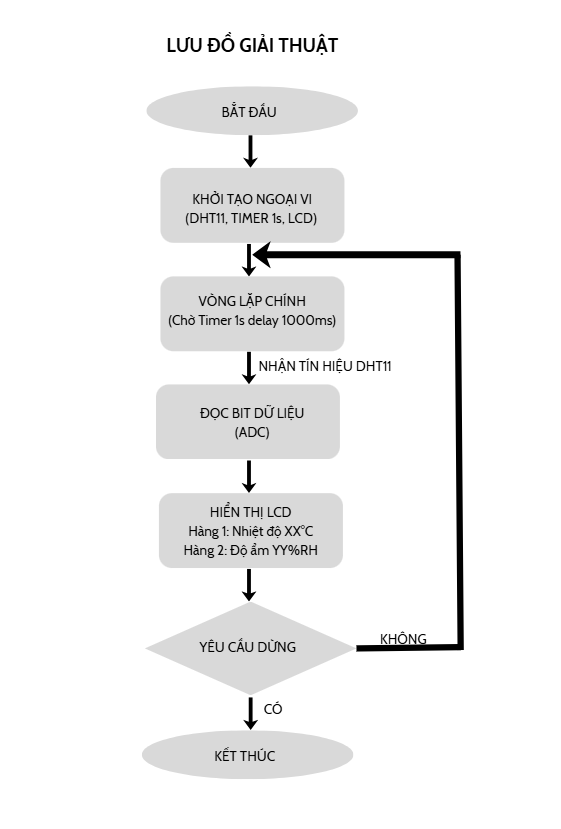 LƯU ĐỒ GIẢI THUẬT
BẮT ĐẦU
KHỞI TẠO NGOẠI VI
(DHT11, TIMER 1s, LCD)
VÒNG LẶP CHÍNH
(Chờ Timer 1s delay 1000ms)
NHẬN TÍN HIỆU DHT11
ĐỌC BIT DỮ LIỆU
(ADC)
HIỂN THỊ LCD
Hàng 1: Nhiệt độ XX°C
Hàng 2: Độ ẩm YY%RH
YÊU CẦU DỪNG
KHÔNG
CÓ
KẾT THÚC